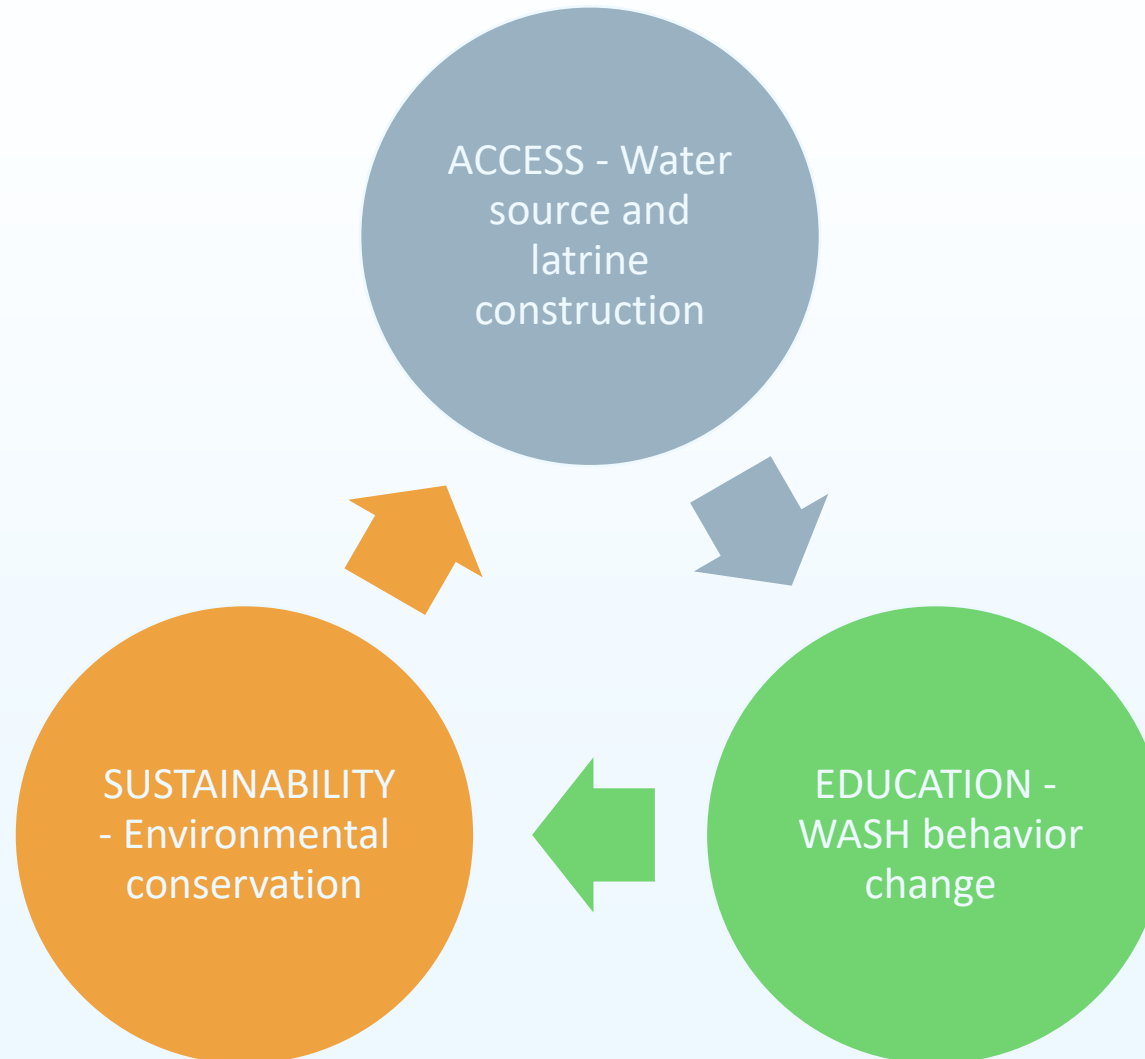 ACCESS - Water
source and
latrine
construction
EDUCATION -
WASH behavior
change
SUSTAINABILITY
- Environmental
conservation